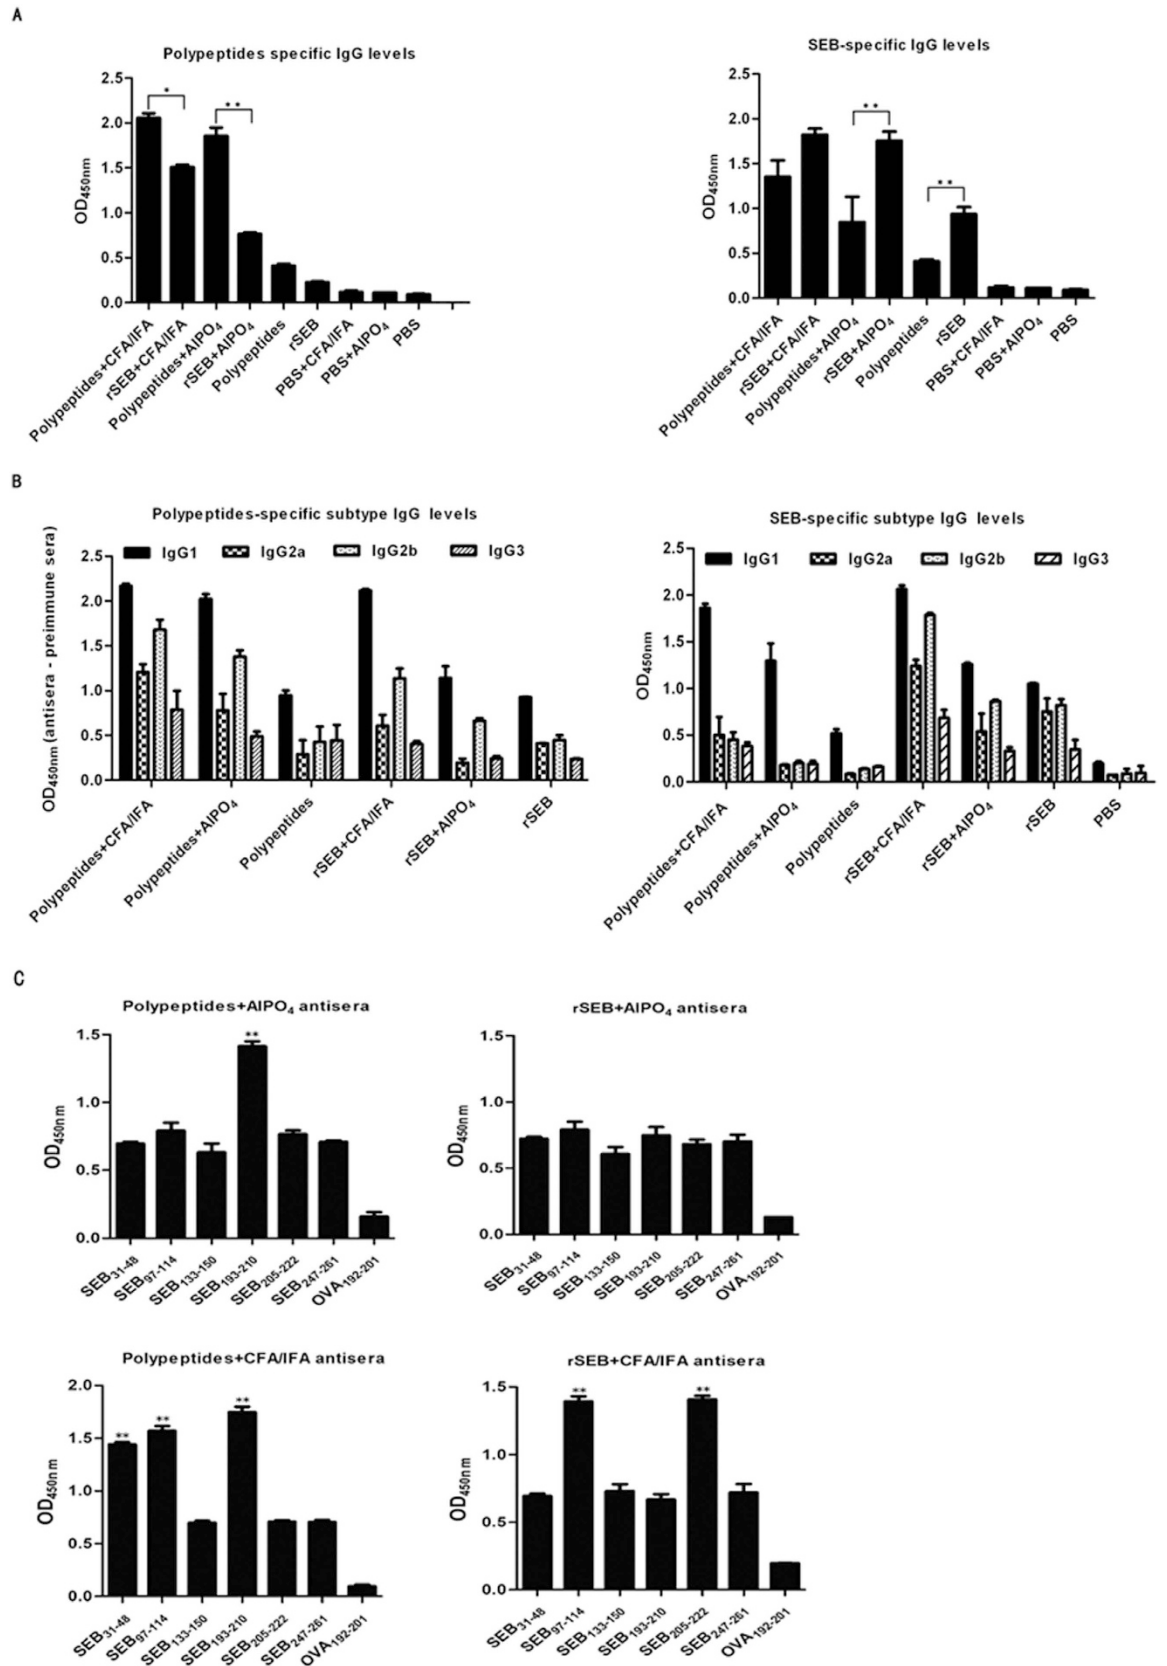 A
Polypeptides specific IgG levels
OD450nm
2.5
2.0
1.5
1.0
0.5
0.0
*
**
Polypeptides+CFA/IFA
rSEB+CFA/IFA
Polypeptides+AlPO4
rSEB+AlPO4
Polypeptides
rSEB
PBS+CFA/IFA
PBS+AlPO4
PBS
SEB-specific IgG levels
OD450nm
2.5
2.0
1.5
1.0
0.5
0.0
**
**
Polypeptides+CFA/IFA
rSEB+CFA/IFA
Polypeptides+AlPO4
rSEB+AlPO4
Polypeptides
rSEB
PBS+CFA/IFA
PBS+AlPO4
PBS
B
Polypeptides-specific subtype IgG levels
IgG1 IgG2a IgG2b IgG3
OD450nm (antisera - preimmune sera)
2.5
2.0
1.5
1.0
0.5
0.0
Polypeptides+CFA/IFA
Polypeptides+AlPO4
Polypeptides
rSEB+CFA/IFA
rSEB+AlPO4
rSEB
SEB-specific subtype IgG levels
IgG1 IgG2a IgG2b IgG3
OD450nm
2.5
2.0
1.5
1.0
0.5
0.0
Polypeptides+CFA/IFA
Polypeptides+AlPO4
Polypeptides
rSEB+CFA/IFA
rSEB+AlPO4
rSEB
PBS
C
Polypeptides+AlPO4 antisera
OD450nm
1.5
1.0
0.5
0.0
**
SEB31-48
SEB97-114
SEB133-150
SEB193-210
SEB205-222
SEB247-261
OVA192-201
rSEB+AlPO4 antisera
OD450nm
1.5
1.0
0.5
0.0
SEB31-48
SEB97-114
SEB133-150
SEB193-210
SEB205-222
SEB247-261
OVA192-201
Polypeptides+CFA/IFA antisera
OD450nm
2.0
1.5
1.0
0.5
0.0
**
**
**
SEB31-48
SEB97-114
SEB133-150
SEB193-210
SEB205-222
SEB247-261
OVA192-201
rSEB+CFA/IFA antisera
OD450nm
1.5
1.0
0.5
0.0
**
**
SEB31-48
SEB97-114
SEB133-150
SEB193-210
SEB205-222
SEB247-261
OVA192-201